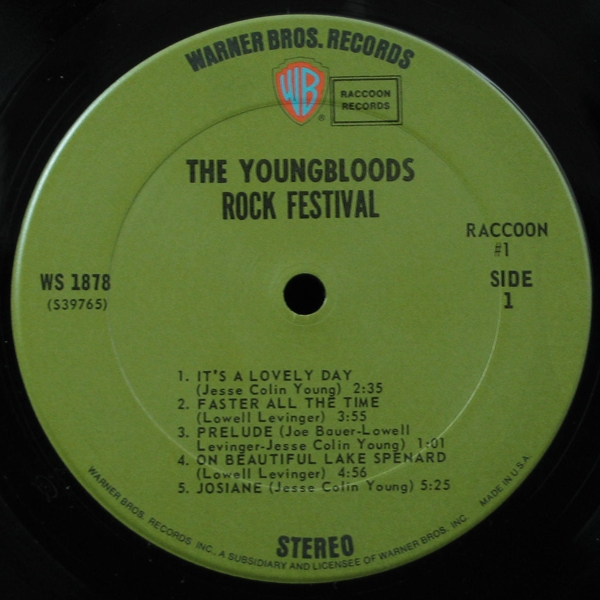 WARNER BROS. RECORDS
WB
®
RACCOON
RECORDS
THE YOUNGBLOODS
ROCK FESTIVAL
RACCOON
#1
WS 1878
(S39765)
SIDE
1
1. IT'S A LOVELY DAY
(Jesse Colin Young) 2:35
2. FASTER ALL THE TIME
(Lowell Levinger) 3:55
3. PRELUDE (Joe Bauer-Lowell
Levinger-Jesse Colin Young) 1:01
4. ON BEAUTIFUL LAKE SPENARD
(Lowell Levinger) 4:56
5. JOSIANE (Jesse Colin Young) 5:25
STEREO
WARNER BROS. RECORDS INC., A SUBSIDIARY AND LICENSEE OF WARNER BROS. INC. MADE IN U.S.A.